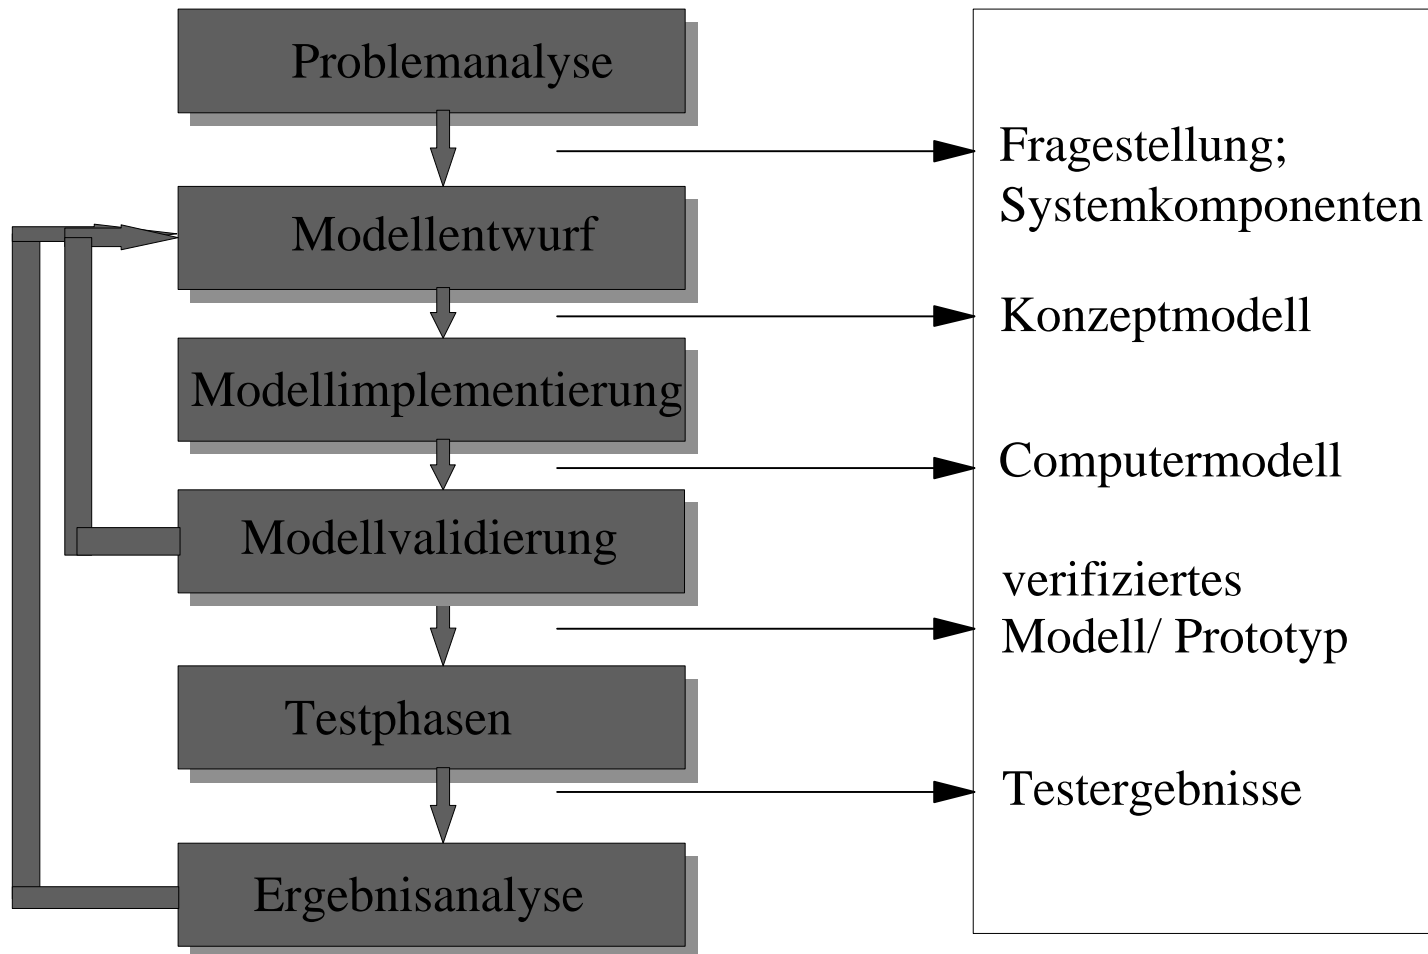 Problemanalyse
Modellentwurf
Modellimplementierung
Modellvalidierung
Testphasen
Ergebnisanalyse
Fragestellung;
Systemkomponenten
Konzeptmodell
Computermodell
verifiziertes
Modell/ Prototyp
Testergebnisse